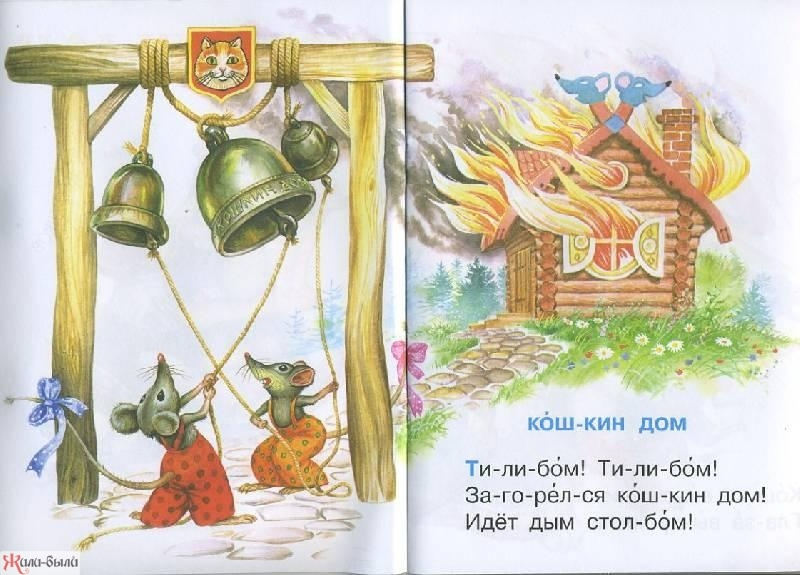 КОШКИН ДО
ко́ш-кин дом
Ти-ли-бо́м! Ти-ли-бо́м!
За-го-ре́л-ся ко́ш-кин дом!
Идёт дым стол-бо́м!
Жили-были